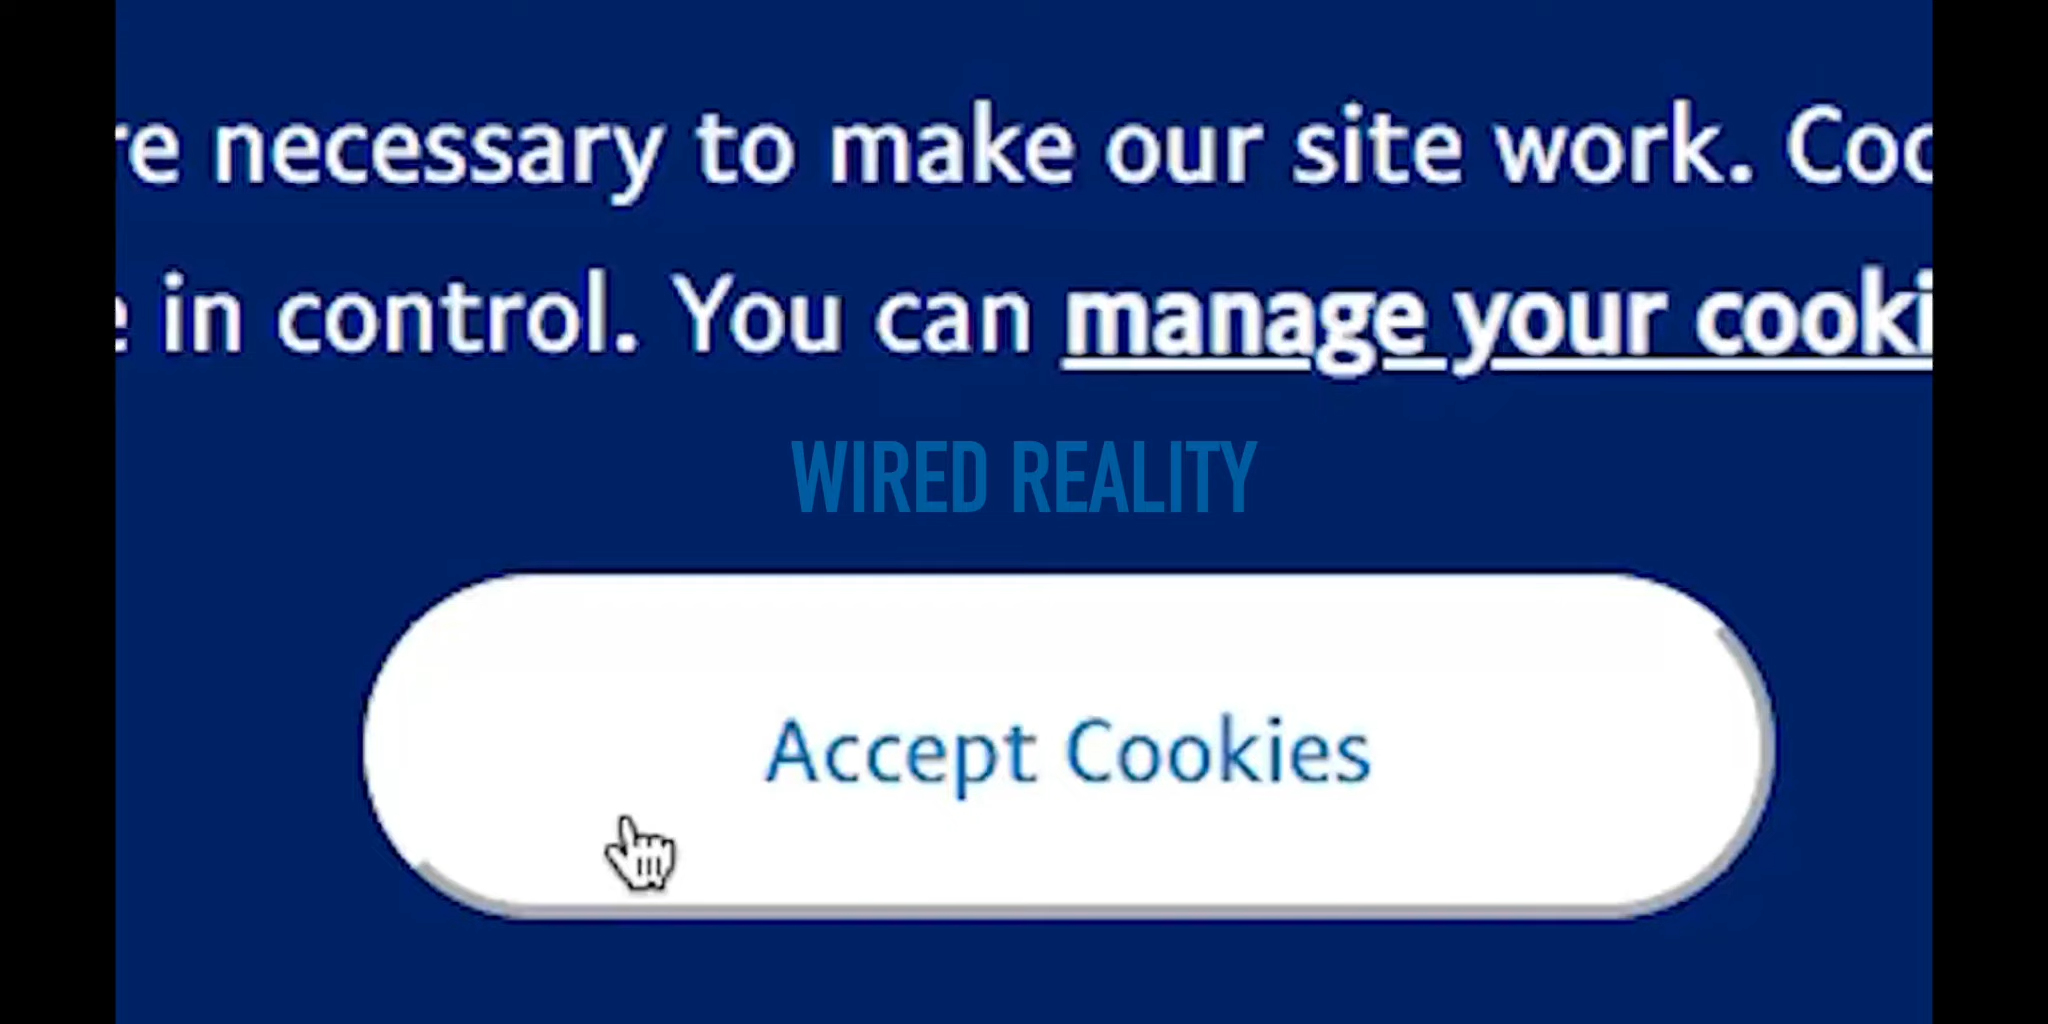 re necessary to make our site work. Coo
e in control. You can manage your cooki
WIRED REALITY
Accept Cookies